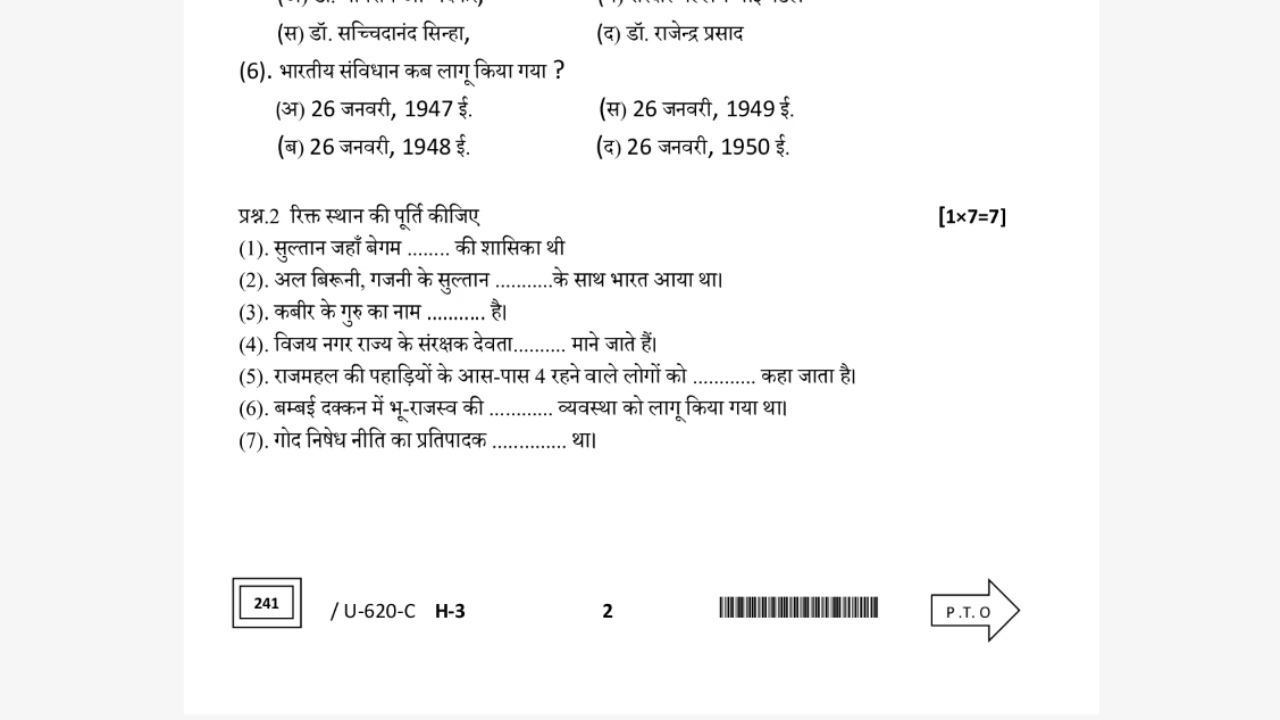 (स) डॉ. सच्चिदानंद सिन्हा, (द) डॉ. राजेन्द्र प्रसाद
(6). भारतीय संविधान कब लागू किया गया ?
(अ) 26 जनवरी, 1947 ई. (स) 26 जनवरी, 1949 ई.
(ब) 26 जनवरी, 1948 ई. (द) 26 जनवरी, 1950 ई.
प्रश्न.2 रिक्त स्थान की पूर्ति कीजिए [1×7=7]
(1). सुल्तान जहाँ बेगम ........ की शासिका थी
(2). अल बिरूनी, गजनी के सुल्तान ...........के साथ भारत आया था।
(3). कबीर के गुरु का नाम ........... है।
(4). विजय नगर राज्य के संरक्षक देवता.......... माने जाते हैं।
(5). राजमहल की पहाड़ियों के आस-पास 4 रहने वाले लोगों को ............ कहा जाता है।
(6). बम्बई दक्कन में भू-राजस्व की ............ व्यवस्था को लागू किया गया था।
(7). गोद निषेध नीति का प्रतिपादक .............. था।
241 / U-620-C H-3 2 P.T. O